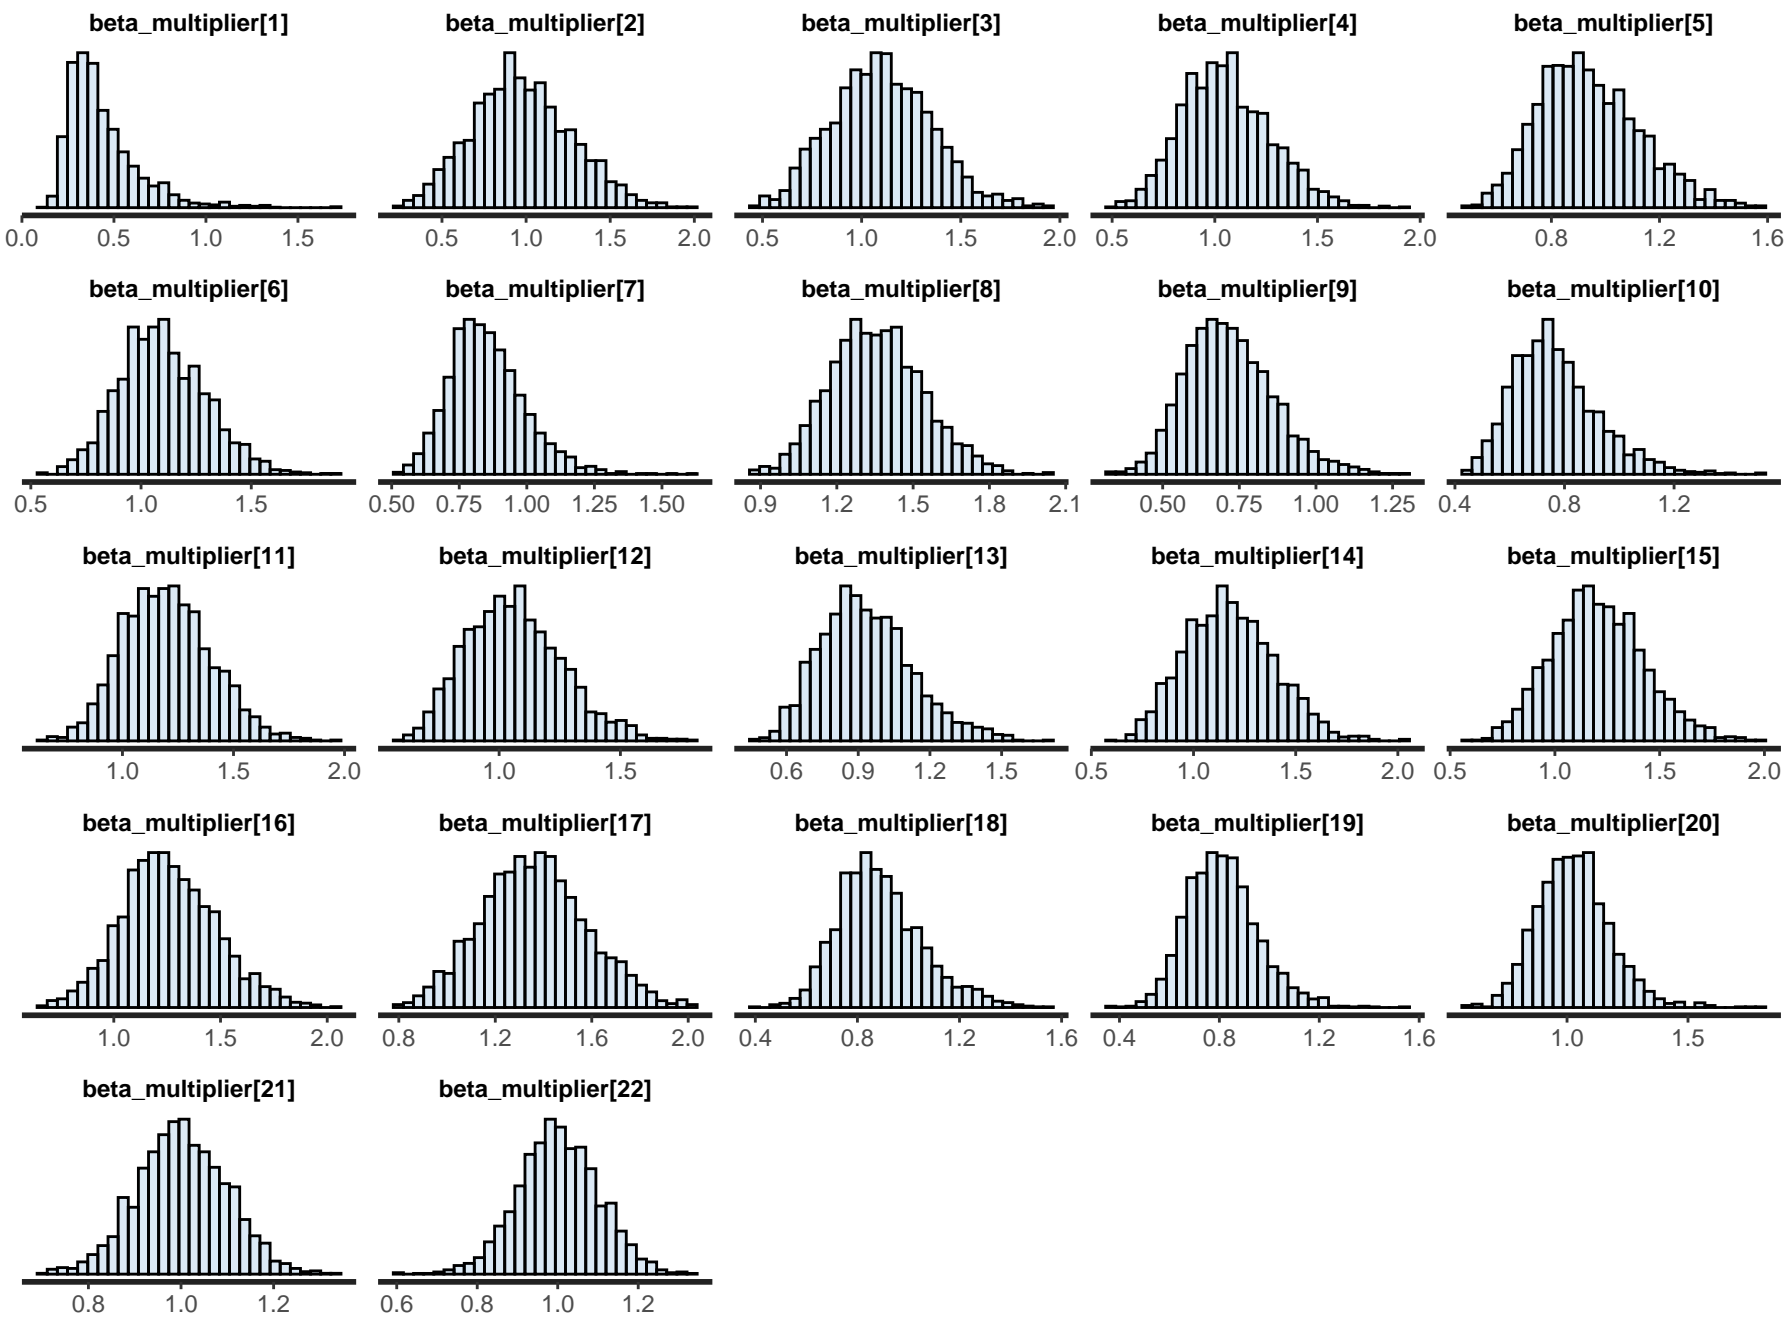 beta_multiplier[1] beta_multiplier[2] beta_multiplier[3] beta_multiplier[4] beta_multiplier[5]
0.0 0.5 1.0 1.5 0.5 1.0 1.5 2.0 0.5 1.0 1.5 2.0 0.5 1.0 1.5 2.0 0.8 1.2 1.6
beta_multiplier[6] beta_multiplier[7] beta_multiplier[8] beta_multiplier[9] beta_multiplier[10]
0.5 1.0 1.5 0.50 0.75 1.00 1.25 1.50 0.9 1.2 1.5 1.8 2.1 0.50 0.75 1.00 1.25 0.4 0.8 1.2
beta_multiplier[11] beta_multiplier[12] beta_multiplier[13] beta_multiplier[14] beta_multiplier[15]
1.0 1.5 2.0 1.0 1.5 0.6 0.9 1.2 1.5 0.5 1.0 1.5 2.0 0.5 1.0 1.5 2.0
beta_multiplier[16] beta_multiplier[17] beta_multiplier[18] beta_multiplier[19] beta_multiplier[20]
1.0 1.5 2.0 0.8 1.2 1.6 2.0 0.4 0.8 1.2 1.6 0.4 0.8 1.2 1.6 1.0 1.5
beta_multiplier[21] beta_multiplier[22]
0.8 1.0 1.2 0.6 0.8 1.0 1.2